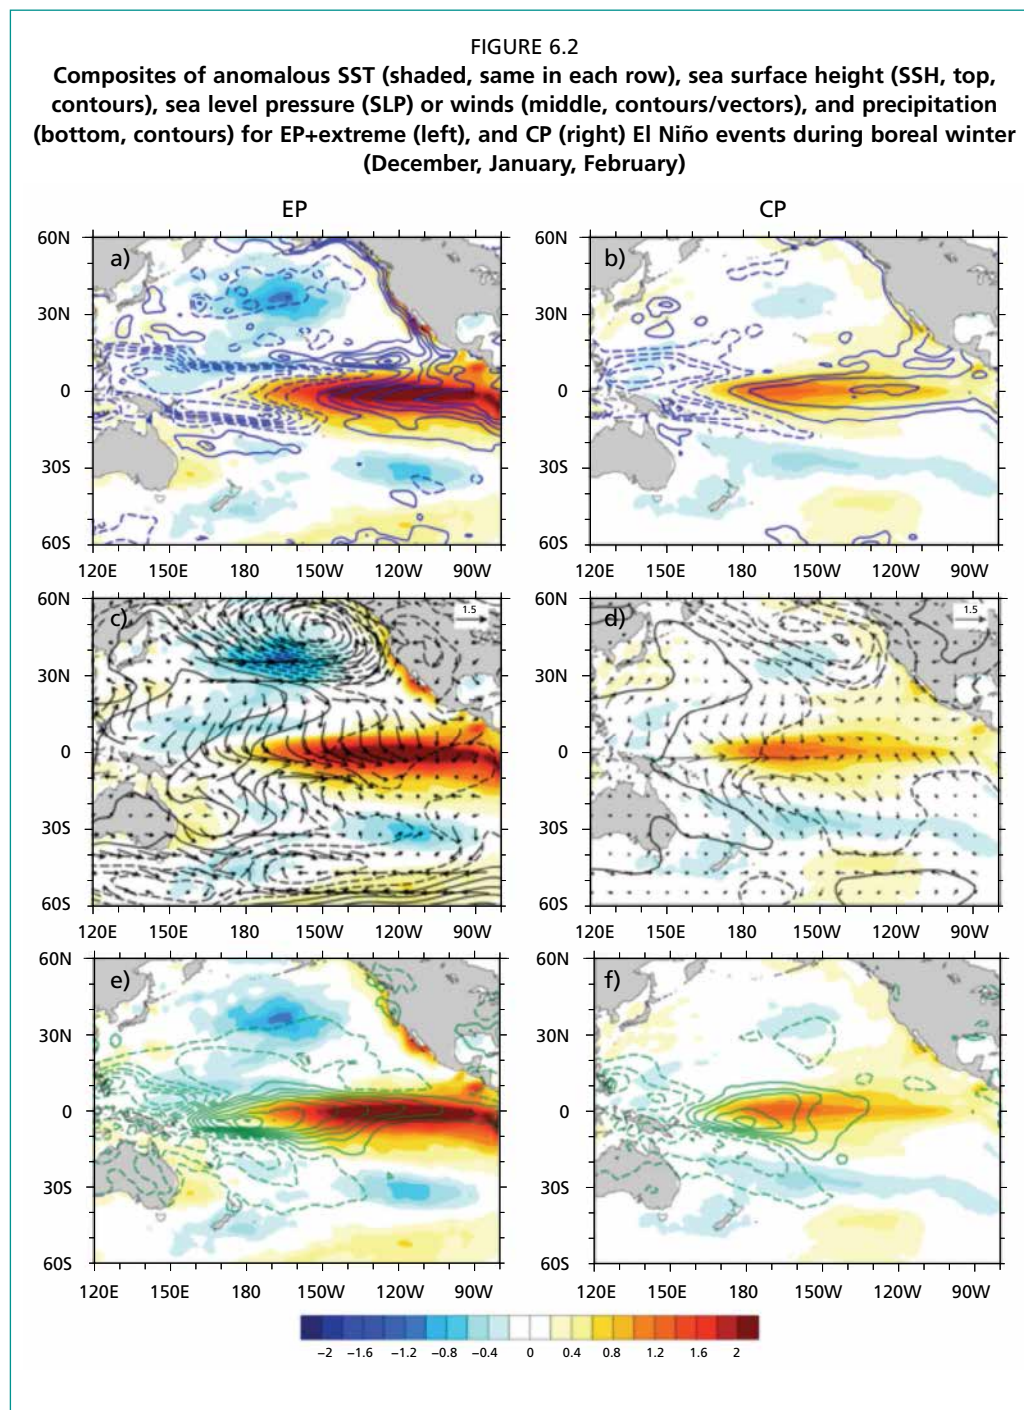 FIGURE 6.2
Composites of anomalous SST (shaded, same in each row), sea surface height (SSH, top,
contours), sea level pressure (SLP) or winds (middle, contours/vectors), and precipitation
(bottom, contours) for EP+extreme (left), and CP (right) El Niño events during boreal winter
(December, January, February)
EP CP
a) b)
60N 60N
30N 30N
0 0
30S 30S
60S 60S
120E 150E 180 150W 120W 90W 120E 150E 180 150W 120W 90W
c) 1.5 d) 1.5
60N 60N
30N 30N
0 0
30S 30S
60S 60S
120E 150E 180 150W 120W 90W 120E 150E 180 150W 120W 90W
e) f)
60N 60N
30N 30N
0 0
30S 30S
60S 60S
120E 150E 180 150W 120W 90W 120E 150E 180 150W 120W 90W
−2 −1.6 −1.2 −0.8 −0.4 0 0.4 0.8 1.2 1.6 2